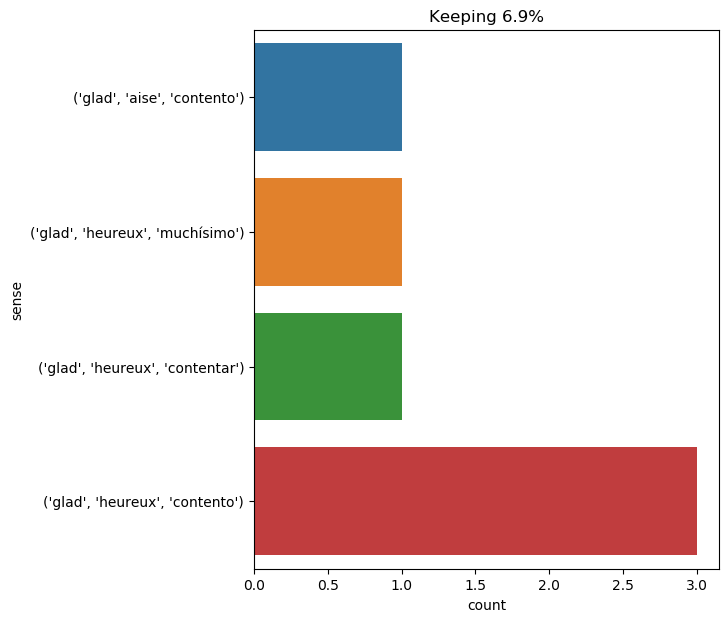 Keeping 6.9%
('glad', 'aise', 'contento')
('glad', 'heureux', 'muchísimo')
('glad', 'heureux', 'contentar')
('glad', 'heureux', 'contento')
sense
0.0 0.5 1.0 1.5 2.0 2.5 3.0
count